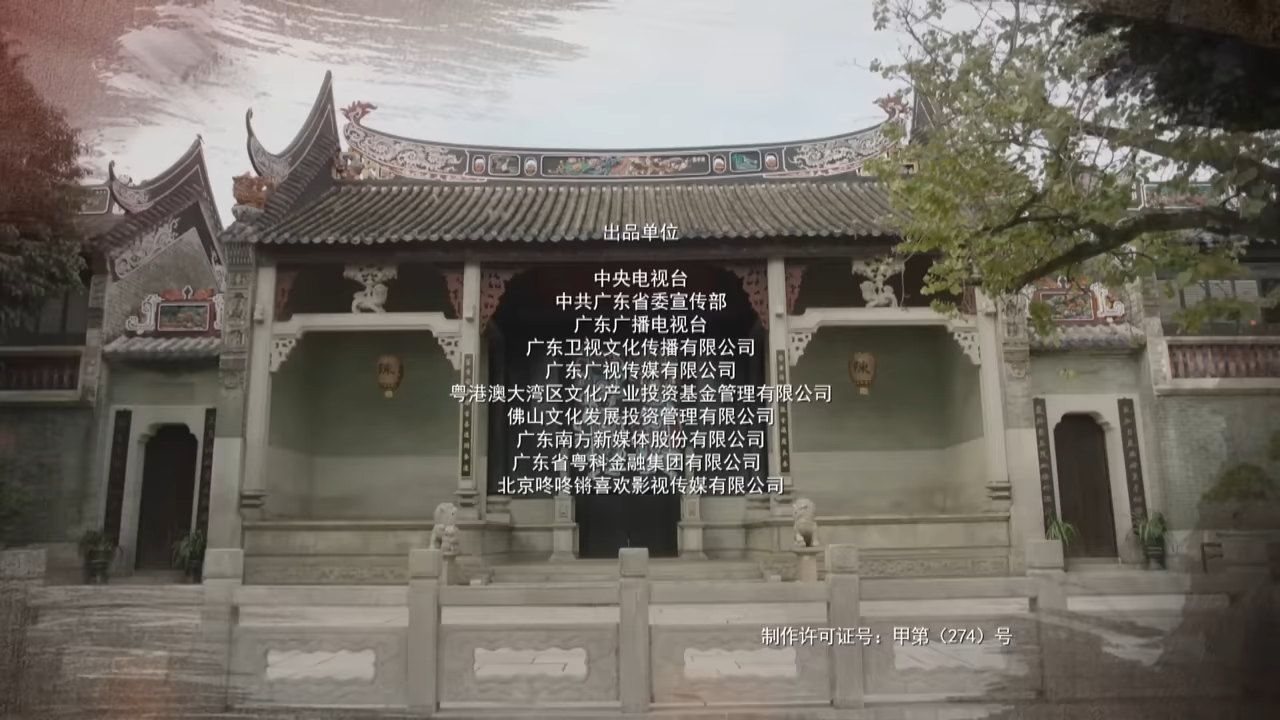 出品单位
中央电视台
中共广东省委宣传部
广东广播电视台
广东卫视文化传播有限公司
广东广视传媒有限公司
粤港澳大湾区文化产业投资基金管理有限公司
佛山文化发展投资管理有限公司
广东南方新媒体股份有限公司
广东省粤科金融集团有限公司
北京咚咚锵喜欢影视传媒有限公司
制作许可证号：甲第（274）号